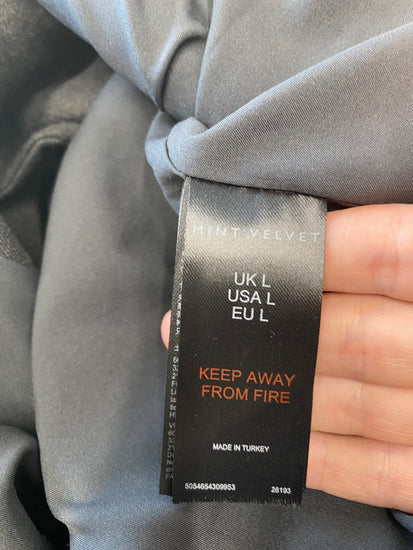 MINT VELVET
UK L
USA L
EU L
KEEP AWAY
FROM FIRE
MADE IN TURKEY
5054654309953 28193